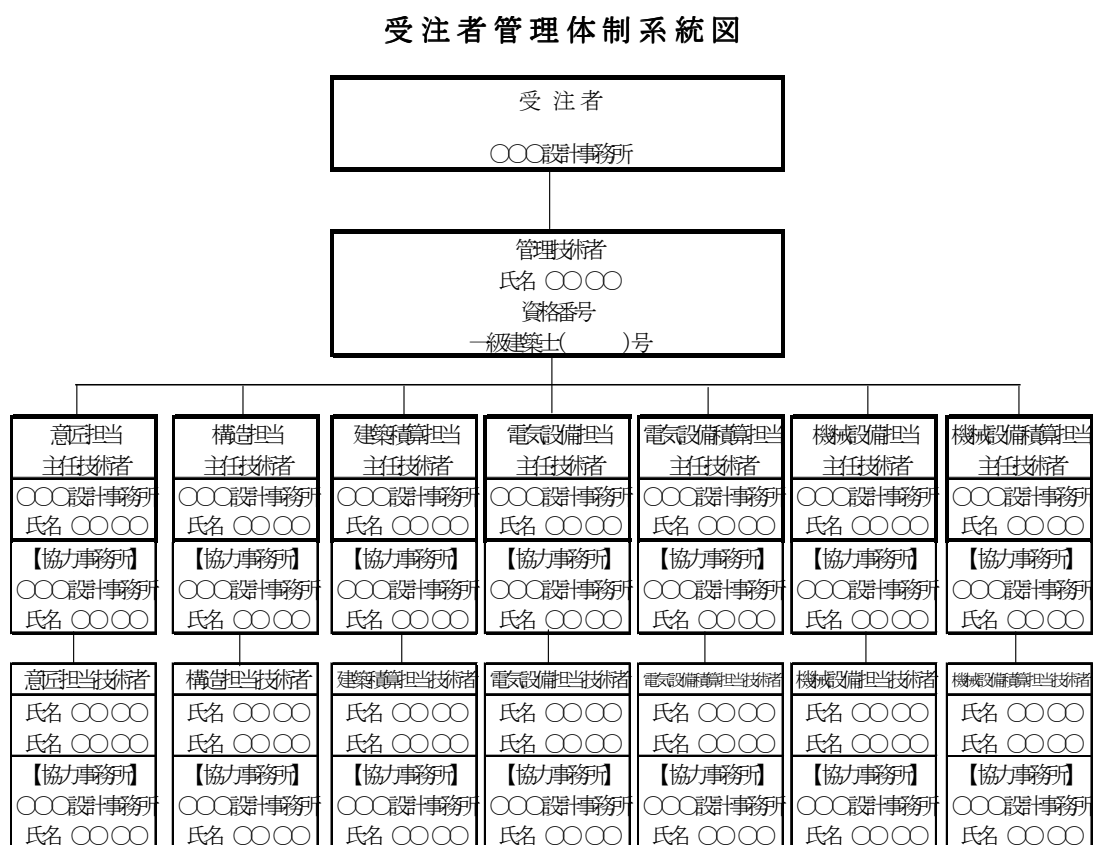 受注者管理体制系統図
受 注 者
○○○設計事務所
管理技術者
氏名 ○○○○
資格番号
一級建築士(　　　)号
意匠担当
主任技術者
○○○設計事務所
氏名 ○○○○
【協力事務所】
○○○設計事務所
氏名 ○○○○
意匠担当技術者
氏名 ○○○○
氏名 ○○○○
【協力事務所】
○○○設計事務所
氏名 ○○○○
構造担当
主任技術者
○○○設計事務所
氏名 ○○○○
【協力事務所】
○○○設計事務所
氏名 ○○○○
構造担当技術者
氏名 ○○○○
氏名 ○○○○
【協力事務所】
○○○設計事務所
氏名 ○○○○
建築積算担当
主任技術者
○○○設計事務所
氏名 ○○○○
【協力事務所】
○○○設計事務所
氏名 ○○○○
建築積算担当技術者
氏名 ○○○○
氏名 ○○○○
【協力事務所】
○○○設計事務所
氏名 ○○○○
電気設備担当
主任技術者
○○○設計事務所
氏名 ○○○○
【協力事務所】
○○○設計事務所
氏名 ○○○○
電気設備担当技術者
氏名 ○○○○
氏名 ○○○○
【協力事務所】
○○○設計事務所
氏名 ○○○○
電気設備積算担当
主任技術者
○○○設計事務所
氏名 ○○○○
【協力事務所】
○○○設計事務所
氏名 ○○○○
電気設備積算担当技術者
氏名 ○○○○
氏名 ○○○○
【協力事務所】
○○○設計事務所
氏名 ○○○○
機械設備担当
主任技術者
○○○設計事務所
氏名 ○○○○
【協力事務所】
○○○設計事務所
氏名 ○○○○
機械設備担当技術者
氏名 ○○○○
氏名 ○○○○
【協力事務所】
○○○設計事務所
氏名 ○○○○
機械設備積算担当
主任技術者
○○○設計事務所
氏名 ○○○○
【協力事務所】
○○○設計事務所
氏名 ○○○○
機械設備積算担当技術者
氏名 ○○○○
氏名 ○○○○
【協力事務所】
○○○設計事務所
氏名 ○○○○